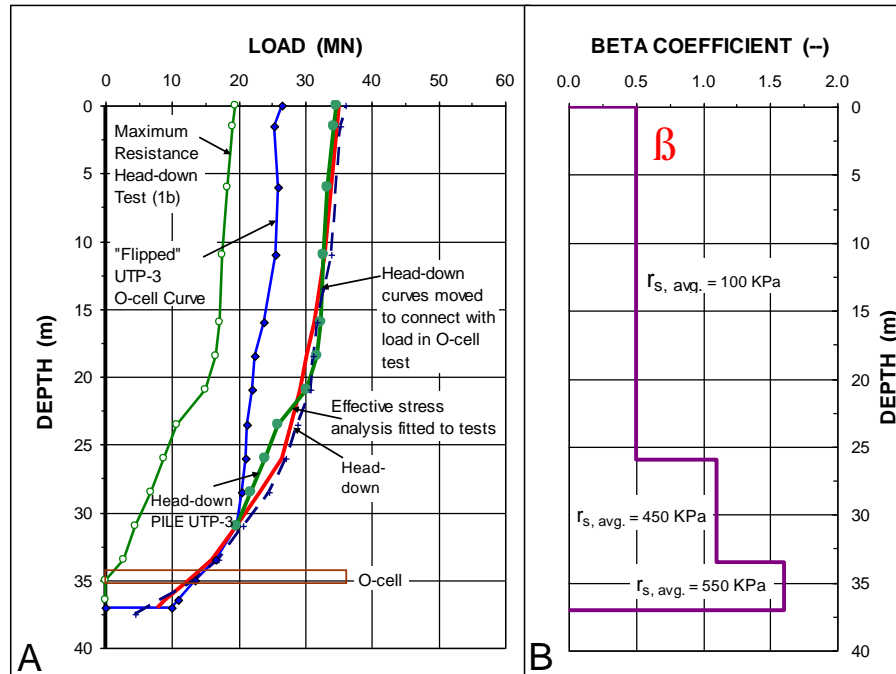 LOAD (MN)
0 10 20 30 40 50 60
DEPTH (m)
0
5
10
15
20
25
30
35
40
Maximum
Resistance
Head-down
Test (1b)
"Flipped"
UTP-3
O-cell Curve
Head-down
curves moved
to connect with
load in O-cell
test
Effective stress
analysis fitted to tests
Head-
down
Head-down
PILE UTP-3
O-cell
A
BETA COEFFICIENT (--)
0.0 0.5 1.0 1.5 2.0
ß
rs, avg. = 100 KPa
rs, avg. = 450 KPa
rs, avg. = 550 KPa
0
5
10
15
20
25
30
35
40
DEPTH (m)
B